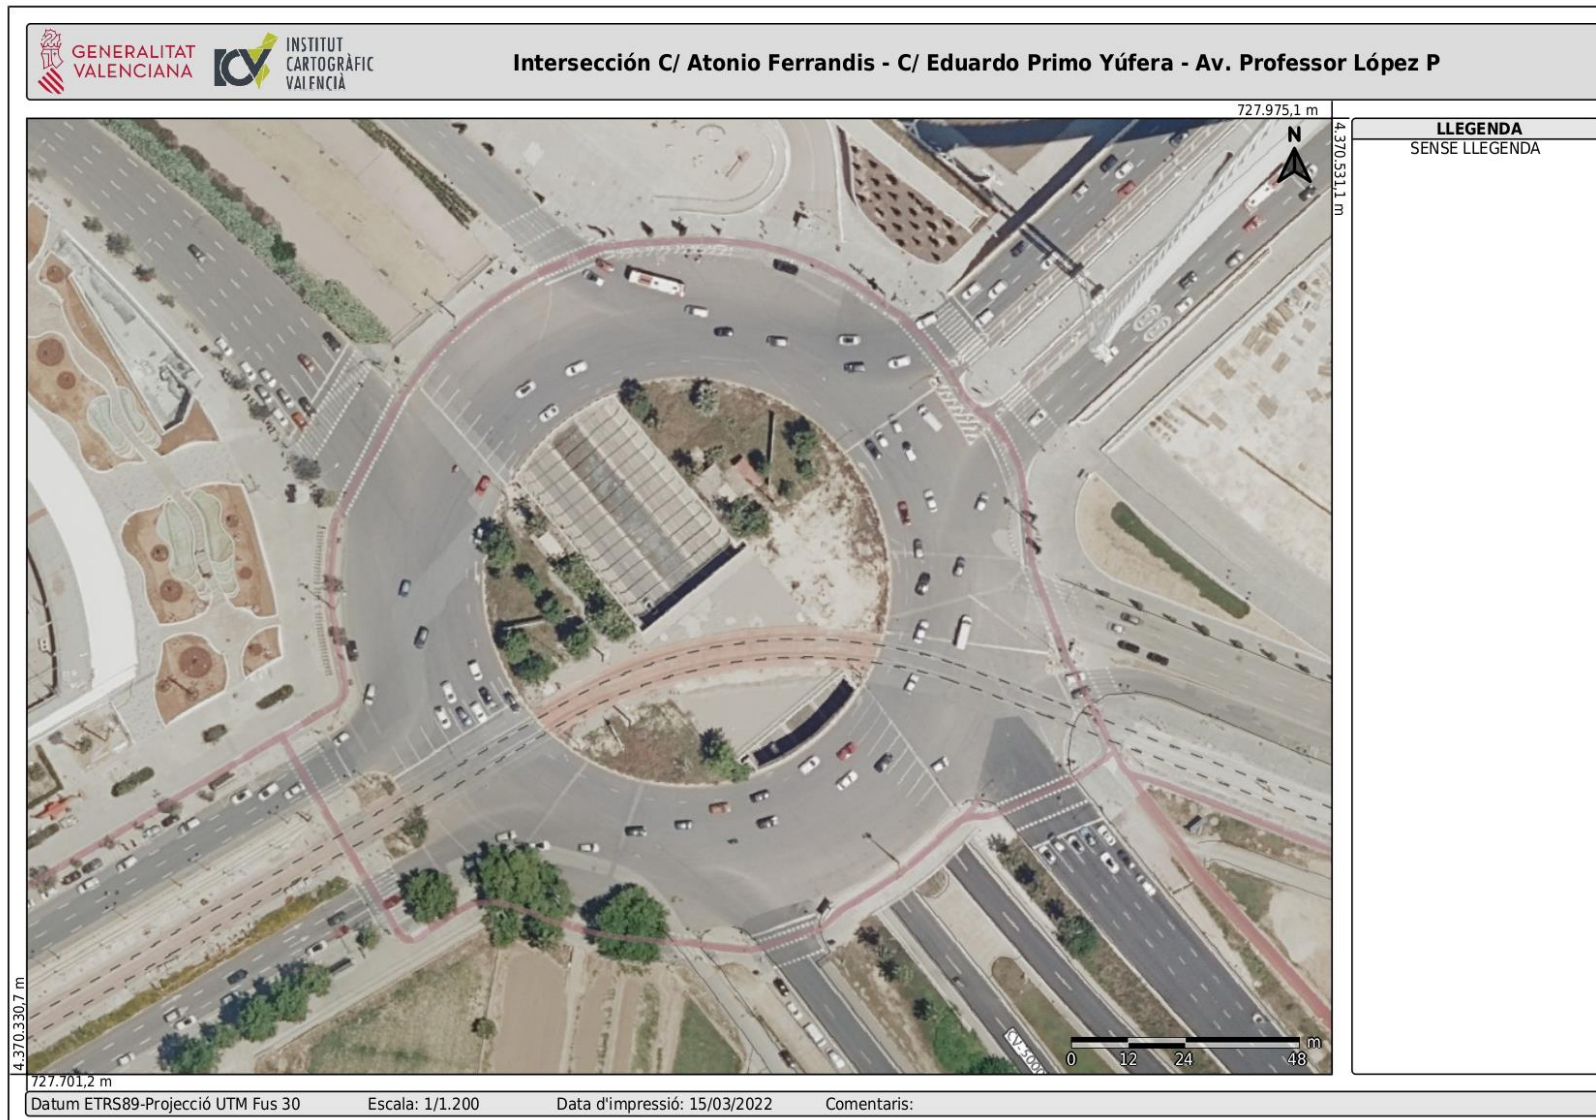 GENERALITAT
VALENCIANA
ICV
INSTITUT
CARTOGRÀFIC
VALENCIÀ
Intersección C/ Atonio Ferrandis - C/ Eduardo Primo Yúfera - Av. Professor López P
727.975,1 m
4.370.531,1 m
N
LLEGENDA
SENSE LLEGENDA
CV-500
m
0 12 24 48
4.370.330,7 m
727.701,2 m
Datum ETRS89-Projecció UTM Fus 30 Escala: 1/1.200 Data d'impressió: 15/03/2022 Comentaris: